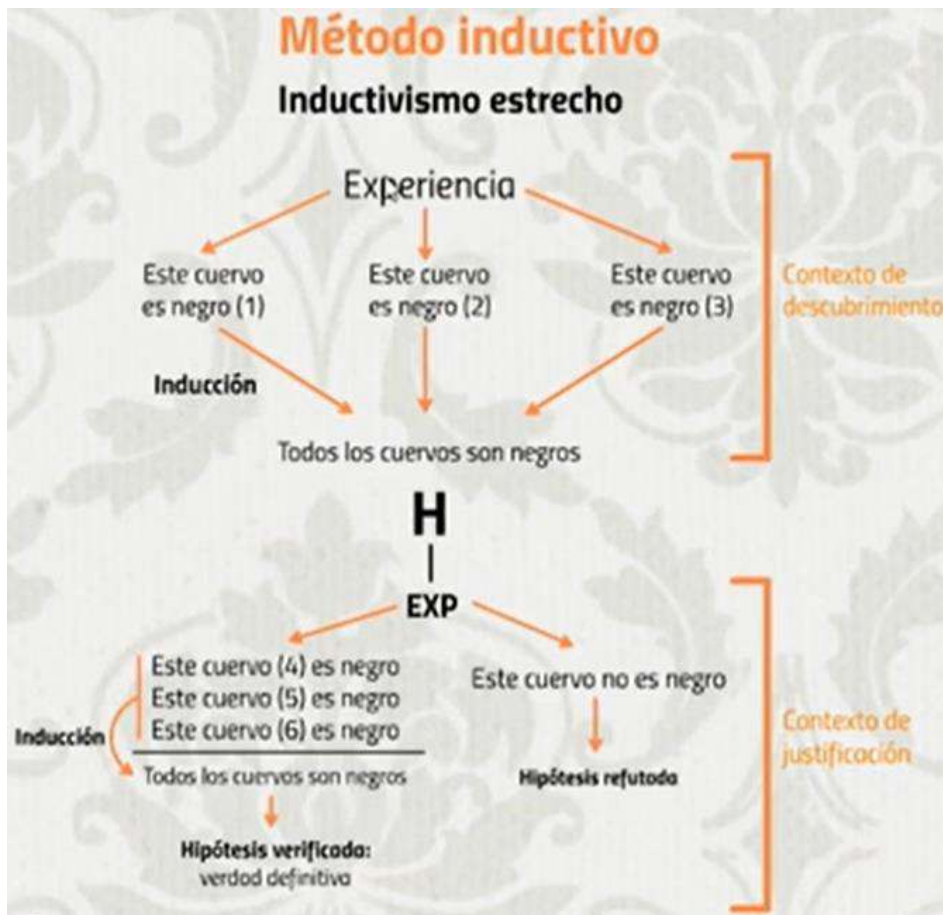 Método inductivo
Inductivismo estrecho
Experiencia
Este cuervo
es negro (1)
Este cuervo
es negro (2)
Este cuervo
es negro (3)
Contexto de
descubrimiento
Inducción
Todos los cuervos son negros
H
EXP
Este cuervo (4) es negro
Este cuervo (5) es negro
Este cuervo (6) es negro
Inducción
Todos los cuervos son negros
Hipótesis verificada:
verdad definitiva
Este cuervo no es negro
Hipótesis refutada
Contexto de
justificación